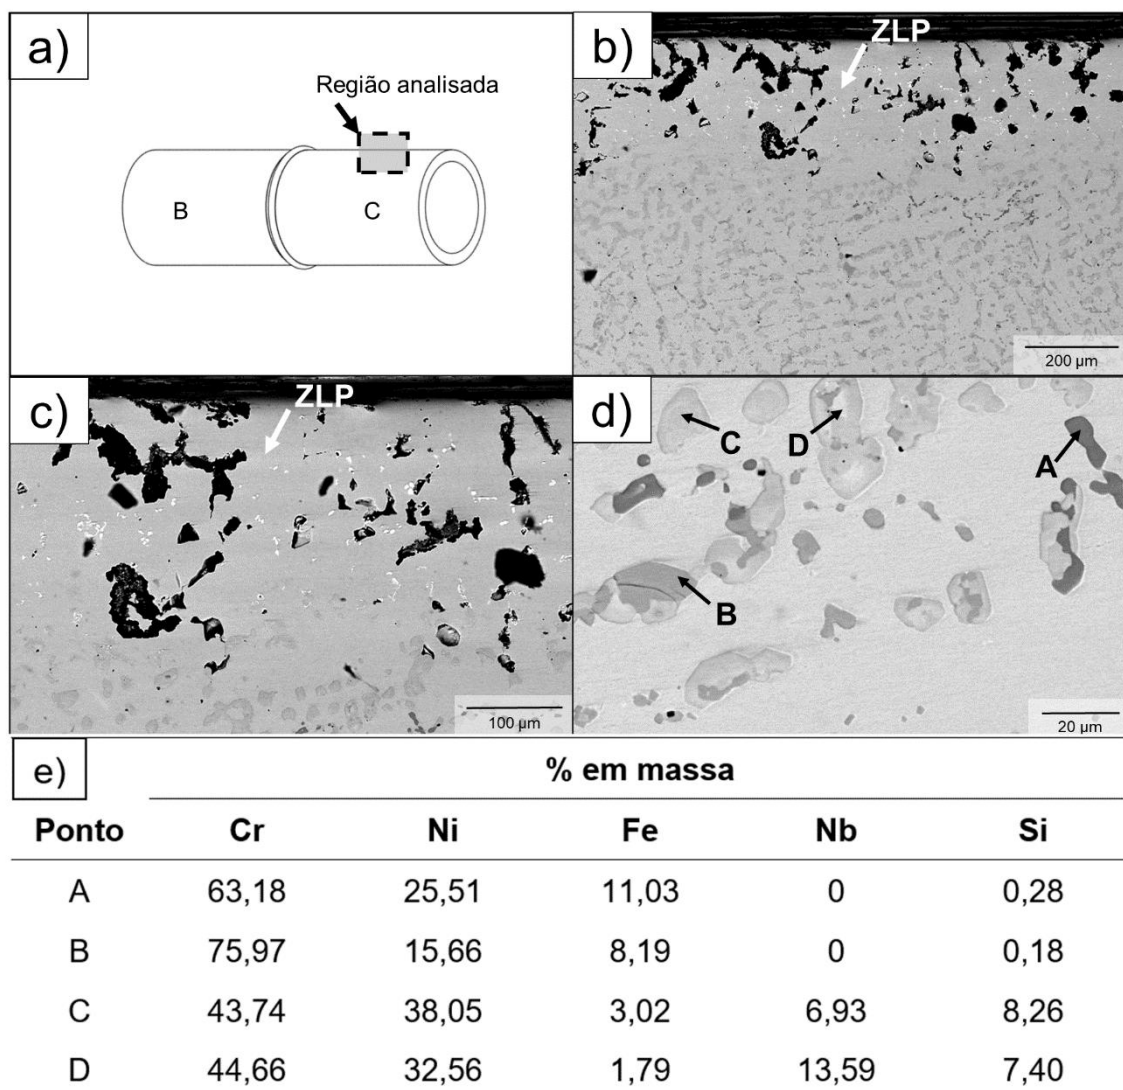 a)
Região analisada
B
C
b)
ZLP
200 µm
c)
ZLP
100 µm
d)
C
D
A
B
20 µm
e)
% em massa
Ponto Cr Ni Fe Nb Si
A 63,18 25,51 11,03 0 0,28
B 75,97 15,66 8,19 0 0,18
C 43,74 38,05 3,02 6,93 8,26
D 44,66 32,56 1,79 13,59 7,40